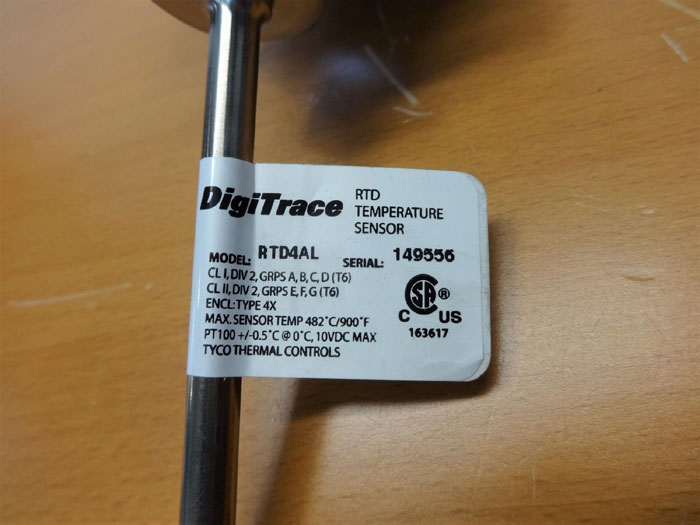 DigiTrace RTD
TEMPERATURE
SENSOR
MODEL: RTD4AL SERIAL: 149556
CL I, DIV 2, GRPS A, B, C, D (T6)
CL II, DIV 2, GRPS E, F, G (T6)
ENCL: TYPE 4X
MAX. SENSOR TEMP 482°C/900°F
PT100 +/-0.5°C @ 0°C, 10VDC MAX
TYCO THERMAL CONTROLS
SA ®
C US
163617